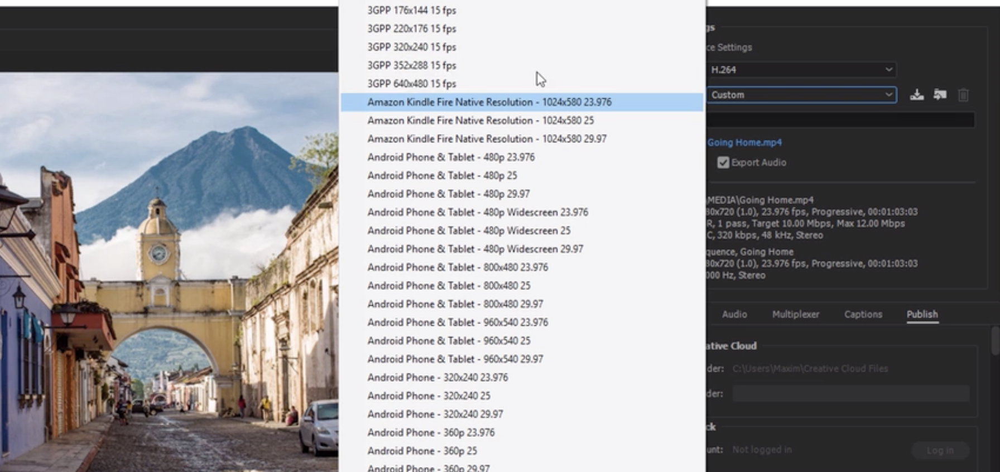 3GPP 176x144 15 fps
3GPP 220x176 15 fps
3GPP 320x240 15 fps
3GPP 352x288 15 fps
3GPP 640x480 15 fps
Amazon Kindle Fire Native Resolution - 1024x580 23.976
Amazon Kindle Fire Native Resolution - 1024x580 25
Amazon Kindle Fire Native Resolution - 1024x580 29.97
Android Phone & Tablet - 480p 23.976
Android Phone & Tablet - 480p 25
Android Phone & Tablet - 480p 29.97
Android Phone & Tablet - 480p Widescreen 23.976
Android Phone & Tablet - 480p Widescreen 25
Android Phone & Tablet - 480p Widescreen 29.97
Android Phone & Tablet - 800x480 23.976
Android Phone & Tablet - 800x480 25
Android Phone & Tablet - 800x480 29.97
Android Phone & Tablet - 960x540 23.976
Android Phone & Tablet - 960x540 25
Android Phone & Tablet - 960x540 29.97
Android Phone - 320x240 23.976
Android Phone - 320x240 25
Android Phone - 320x240 29.97
Android Phone - 360p 23.976
Android Phone - 360p 25
Android Phone - 360p 29.97
gs
ce Settings
H.264
Custom
Going Home.mp4
Export Audio
\MEDIA\Going Home.mp4
80x720 (1.0), 23.976 fps, Progressive, 00:01:03:03
R, 1 pass, Target 10.00 Mbps, Max 12.00 Mbps
C, 320 kbps, 48 kHz, Stereo
quence, Going Home
80x720 (1.0), 23.976 fps, Progressive, 00:01:03:03
000 Hz, Stereo
Audio Multiplexer Captions Publish
ative Cloud
der: C:\Users\Maxim\Creative Cloud Files
der:
ck
unt: Not logged in Log in